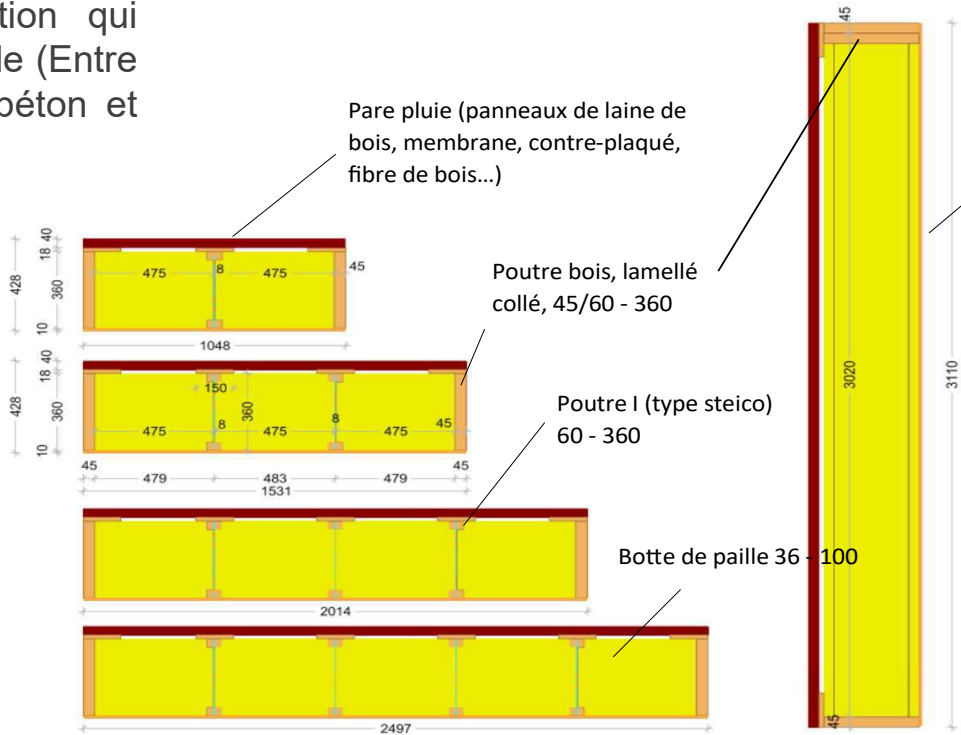 tion qui
le (Entre
béton et
Pare pluie (panneaux de laine de
bois, membrane, contre-plaqué,
fibre de bois...)
Poutre bois, lamellé
collé, 45/60 - 360
Poutre I (type steico)
60 - 360
Botte de paille 36 - 100
428
10 360 18 40
475 8 475 45
1048
428
10 360 18 40
150 360
475 8 475 8 475 45
45 479 483 479 45
1531
2014
2497
45
3020
3110
45